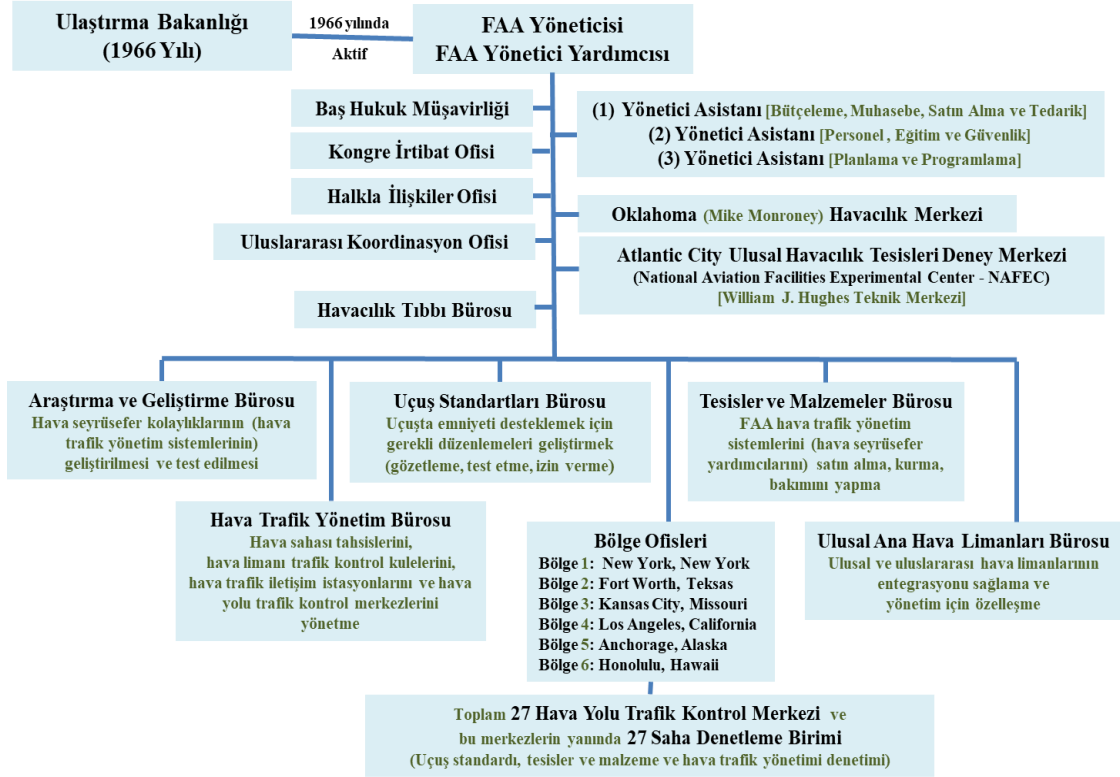 Ulaştırma Bakanlığı
(1966 Yılı)
1966 yılında
Aktif
FAA Yöneticisi
FAA Yönetici Yardımcısı
Baş Hukuk Müşavirliği
Kongre İrtibat Ofisi
Halkla İlişkiler Ofisi
Uluslararası Koordinasyon Ofisi
Havacılık Tıbbı Bürosu
(1) Yönetici Asistanı [Bütçeleme, Muhasebe, Satın Alma ve Tedarik]
(2) Yönetici Asistanı [Personel , Eğitim ve Güvenlik]
(3) Yönetici Asistanı [Planlama ve Programlama]
Oklahoma (Mike Monroney) Havacılık Merkezi
Atlantic City Ulusal Havacılık Tesisleri Deney Merkezi
(National Aviation Facilities Experimental Center - NAFEC)
[William J. Hughes Teknik Merkezi]
Araştırma ve Geliştirme Bürosu
Hava seyrüsefer kolaylıklarının (hava
trafik yönetim sistemlerinin)
geliştirilmesi ve test edilmesi
Uçuş Standartları Bürosu
Uçuşta emniyeti desteklemek için
gerekli düzenlemeleri geliştirmek
(gözetleme, test etme, izin verme)
Tesisler ve Malzemeler Bürosu
FAA hava trafik yönetim
sistemlerini (hava seyrüsefer
yardımcılarını) satın alma, kurma,
bakımını yapma
Hava Trafik Yönetim Bürosu
Hava sahası tahsislerini,
hava limanı trafik kontrol kulelerini,
hava trafik iletişim istasyonlarını ve hava
yolu trafik kontrol merkezlerini
yönetme
Bölge Ofisleri
Bölge 1: New York, New York
Bölge 2: Fort Worth, Teksas
Bölge 3: Kansas City, Missouri
Bölge 4: Los Angeles, California
Bölge 5: Anchorage, Alaska
Bölge 6: Honolulu, Hawaii
Ulusal Ana Hava Limanları Bürosu
Ulusal ve uluslararası hava limanlarının
entegrasyonu sağlama ve
yönetim için özelleşme
Toplam 27 Hava Yolu Trafik Kontrol Merkezi ve
bu merkezlerin yanında 27 Saha Denetleme Birimi
(Uçuş standardı, tesisler ve malzeme ve hava trafik yönetimi denetimi)